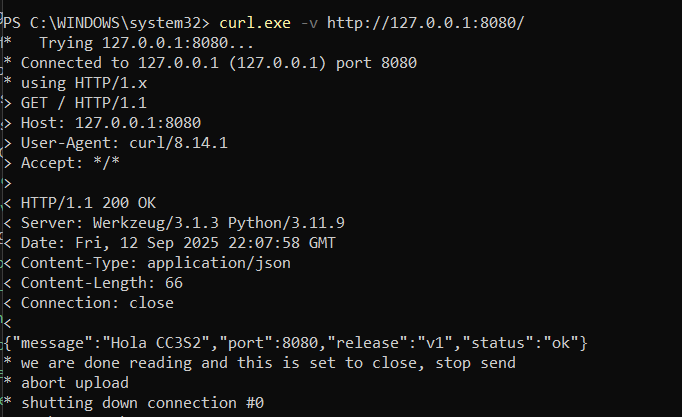 PS C:\WINDOWS\system32> curl.exe -v http://127.0.0.1:8080/
*   Trying 127.0.0.1:8080...
* Connected to 127.0.0.1 (127.0.0.1) port 8080
* using HTTP/1.x
> GET / HTTP/1.1
> Host: 127.0.0.1:8080
> User-Agent: curl/8.14.1
> Accept: */*
>
< HTTP/1.1 200 OK
< Server: Werkzeug/3.1.3 Python/3.11.9
< Date: Fri, 12 Sep 2025 22:07:58 GMT
< Content-Type: application/json
< Content-Length: 66
< Connection: close
<
{"message":"Hola CC3S2","port":8080,"release":"v1","status":"ok"}
* we are done reading and this is set to close, stop send
* abort upload
* shutting down connection #0